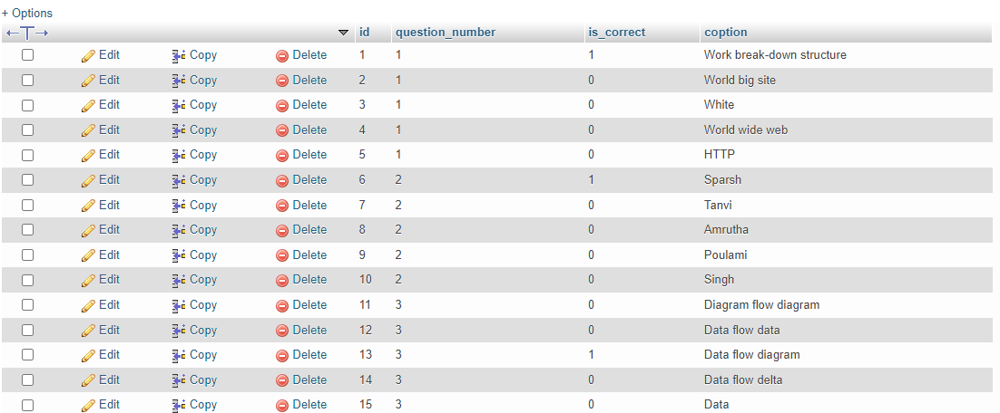 + Options
←T→ id question_number is_correct coption
Edit Copy Delete 1 1 1 Work break-down structure
Edit Copy Delete 2 1 0 World big site
Edit Copy Delete 3 1 0 White
Edit Copy Delete 4 1 0 World wide web
Edit Copy Delete 5 1 0 HTTP
Edit Copy Delete 6 2 1 Sparsh
Edit Copy Delete 7 2 0 Tanvi
Edit Copy Delete 8 2 0 Amrutha
Edit Copy Delete 9 2 0 Poulami
Edit Copy Delete 10 2 0 Singh
Edit Copy Delete 11 3 0 Diagram flow diagram
Edit Copy Delete 12 3 0 Data flow data
Edit Copy Delete 13 3 1 Data flow diagram
Edit Copy Delete 14 3 0 Data flow delta
Edit Copy Delete 15 3 0 Data